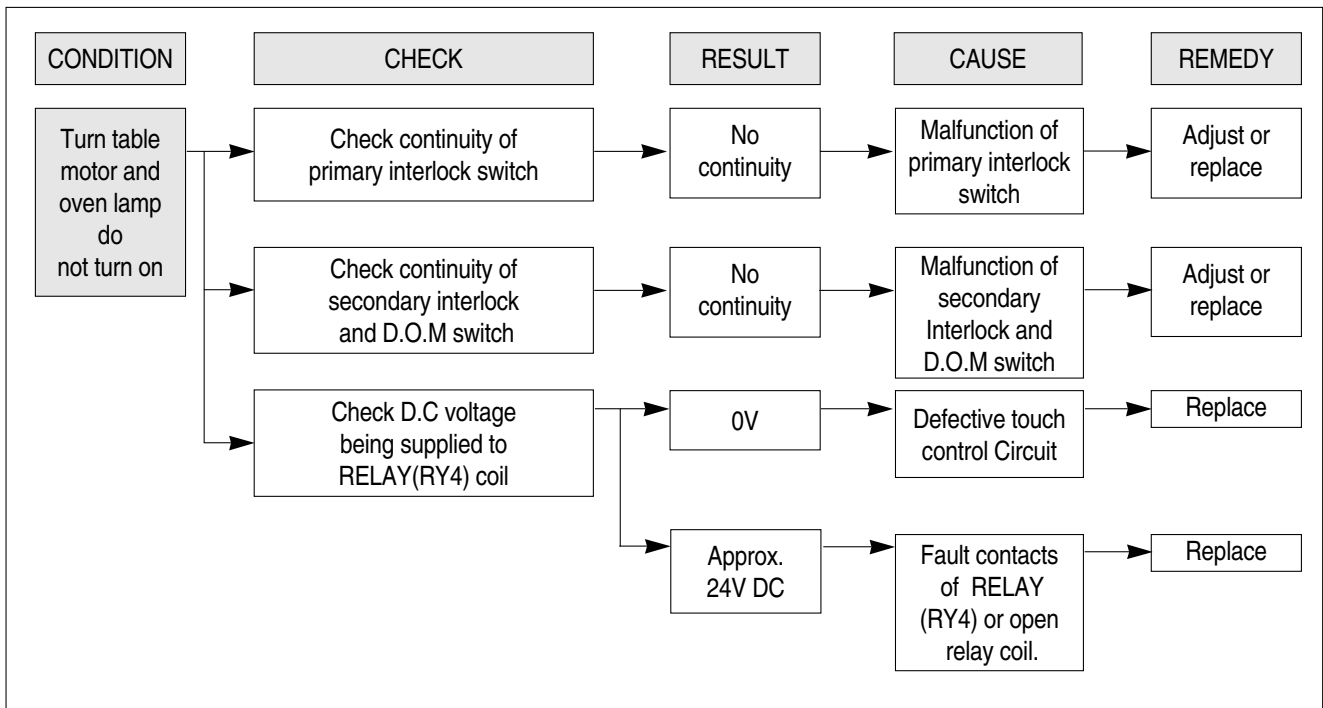 CONDITION
CHECK
RESULT
CAUSE
REMEDY
Turn table
motor and
oven lamp
do
not turn on
Check continuity of
primary interlock switch
No
continuity
Malfunction of
primary interlock
switch
Adjust or
replace
Check continuity of
secondary interlock
and D.O.M switch
No
continuity
Malfunction of
secondary
Interlock and
D.O.M switch
Adjust or
replace
Check D.C voltage
being supplied to
RELAY(RY4) coil
0V
Defective touch
control Circuit
Replace
Approx.
24V DC
Fault contacts
of RELAY
(RY4) or open
relay coil.
Replace